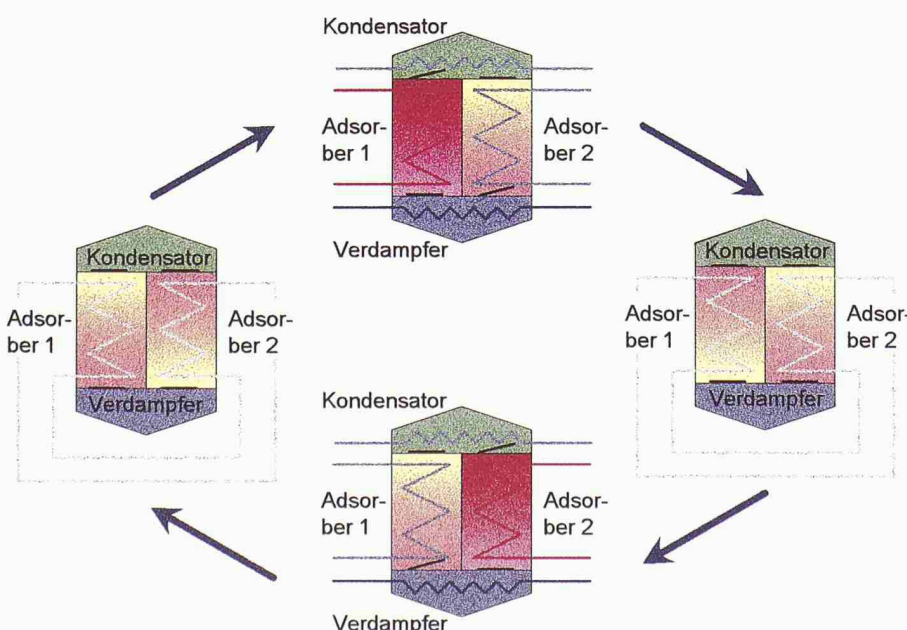 Kondensator
Adsor-
ber 1
Adsor-
ber 2
Verdampfer
Kondensator
Adsor-
ber 1
Adsor-
ber 2
Verdampfer
Kondensator
Adsor-
ber 1
Adsor-
ber 2
Verdampfer
Kondensator
Adsor-
ber 1
Adsor-
ber 2
Verdampfer